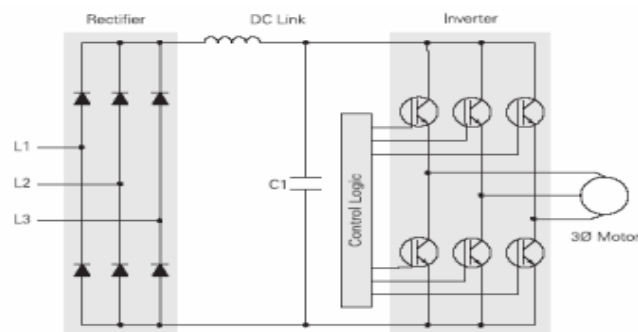 Rectifier
DC Link
Inverter
L1
L2
L3
C1
Control Logic
3Ø Motor